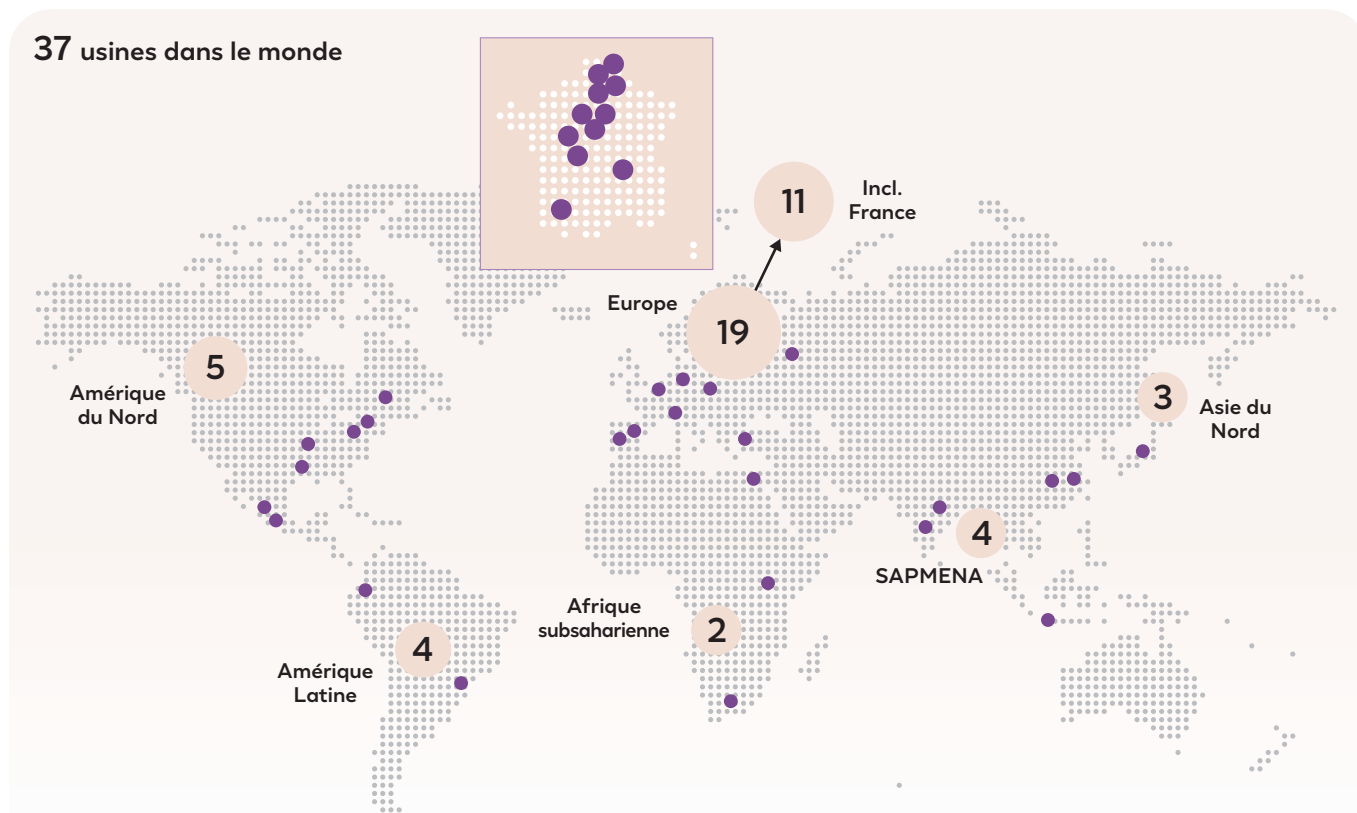 37 usines dans le monde
11
Incl.
France
Europe
19
5
Amérique
du Nord
3
Asie du
Nord
4
SAPMENA
Afrique
subsaharienne
2
4
Amérique
Latine